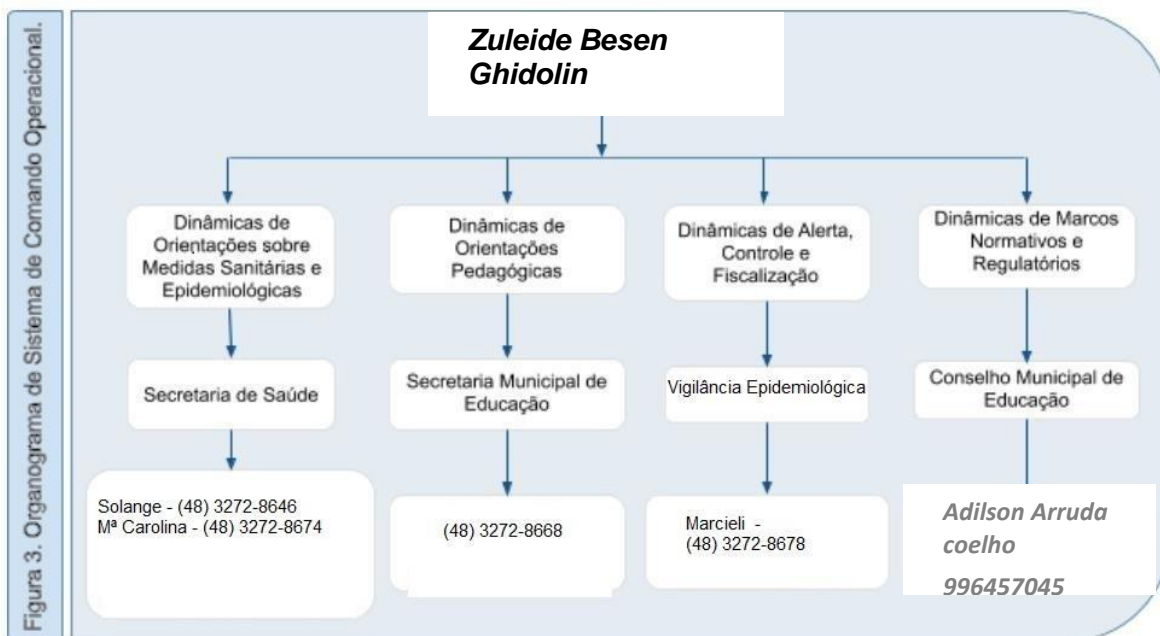 Figura 3. Organograma de Sistema de Comando Operacional.
Zuleide Besen
Ghidolin
Dinâmicas de
Orientações sobre
Medidas Sanitárias e
Epidemiológicas
Dinâmicas de
Orientações
Pedagógicas
Dinâmicas de Alerta,
Controle e
Fiscalização
Dinâmicas de Marcos
Normativos e
Regulatórios
Secretaria de Saúde
Secretaria Municipal de
Educação
Vigilância Epidemiológica
Conselho Municipal de
Educação
Solange - (48) 3272-8646
Mª Carolina - (48) 3272-8674
(48) 3272-8668
Marcieli -
(48) 3272-8678
Adilson Arruda
coelho
996457045